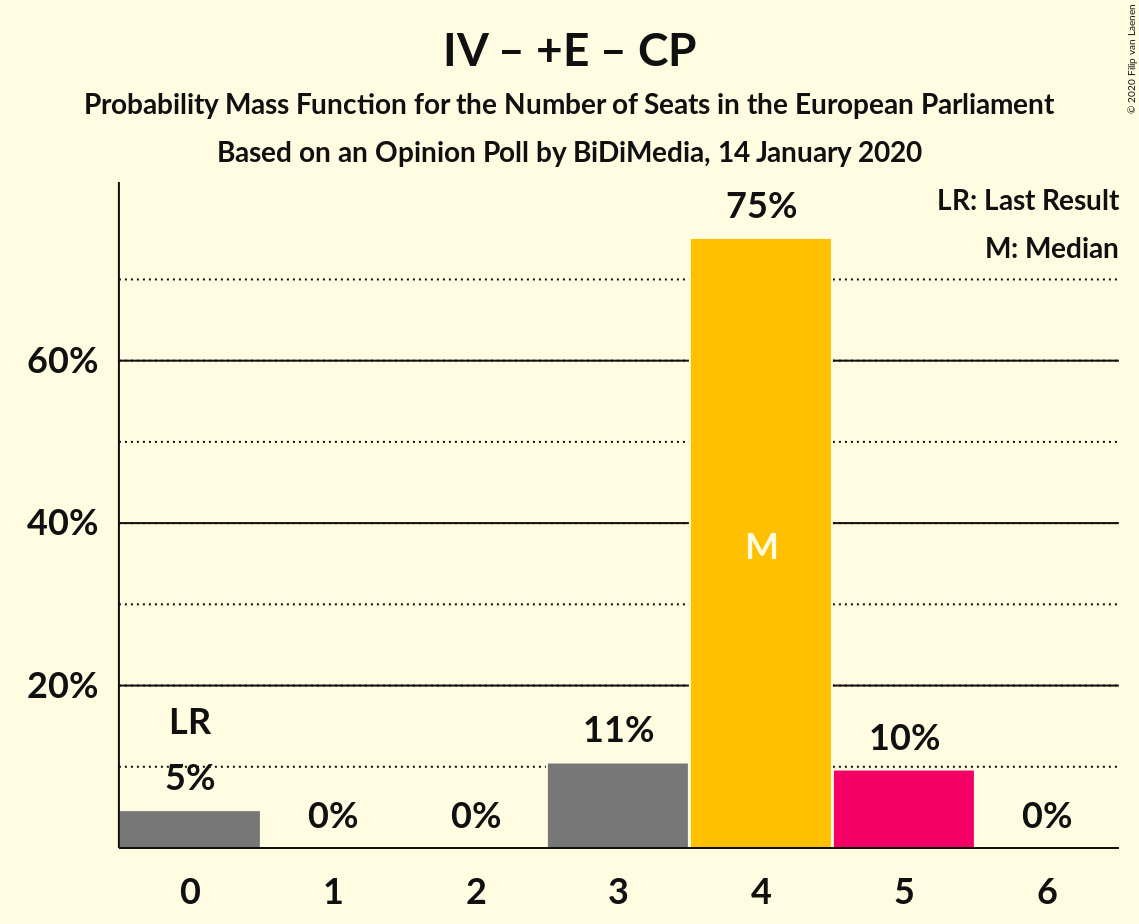 IV – +E – CP
Probability Mass Function for the Number of Seats in the European Parliament
Based on an Opinion Poll by BiDiMedia, 14 January 2020
© 2020 Filip van Laenen
LR: Last Result
M: Median
75%
60%
40%
M
20%
LR
5%
0%
0%
11%
10%
0%
0 1 2 3 4 5 6